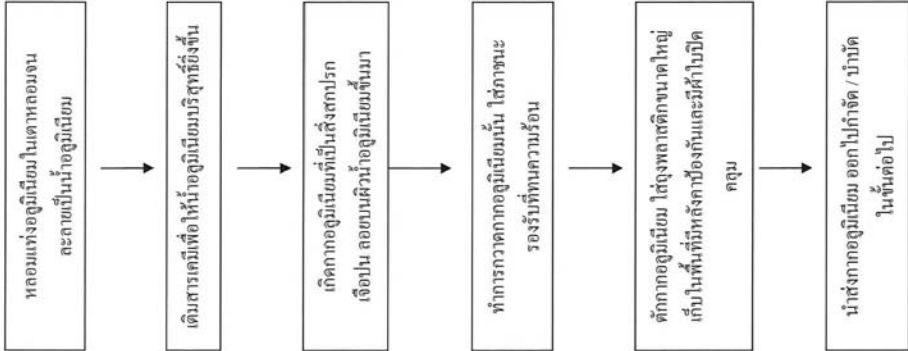 หลอมแท่งอลูมิเนียมในเตาหลอมจน
ละลายเป็นน้ำอลูมิเนียม
เติมสารเคมีเพื่อให้น้ำอลูมิเนียมบริสุทธิ์ยิ่งขึ้น
เกิดกากอลูมิเนียมที่เป็นสิ่งสกปรก
เจือปน ลอยบนผิวน้ำอลูมิเนียมขึ้นมา
ทำการกวาดกากอลูมิเนียมนั้น ใส่ภาชนะ
รองรับที่ทนความร้อน
ตักกากอลูมิเนียม ใส่ถุงพลาสติกขนาดใหญ่
เก็บในพื้นที่มีหลังคาป้องกันและมีผ้าใบปิด
คลุม
นำส่งกากอลูมิเนียม ออกไปกำจัด / บำบัด
ในขั้นต่อไป